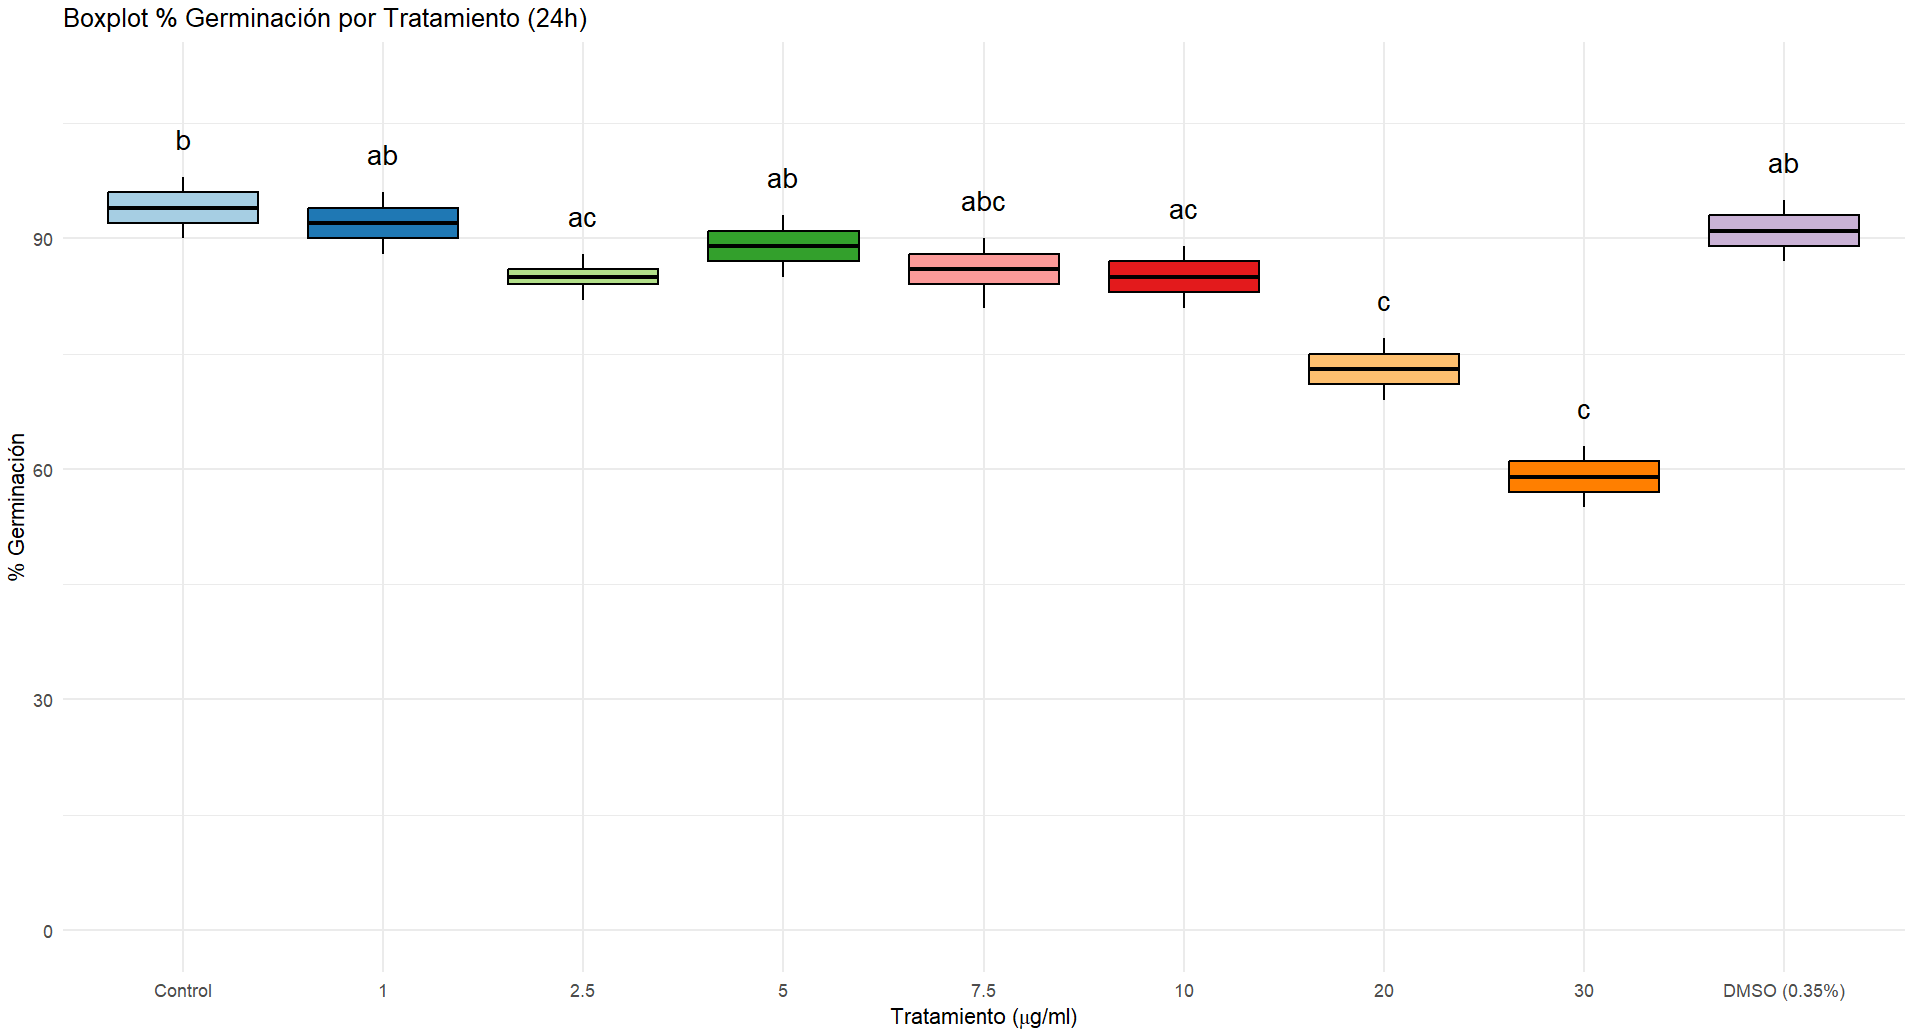 Boxplot % Germinación por Tratamiento (24h)
b
ab
ac
ab
abc
ac
c
c
ab
90
60
30
0
% Germinación
Control
1
2.5
5
7.5
10
20
30
DMSO (0.35%)
Tratamiento (μg/ml)